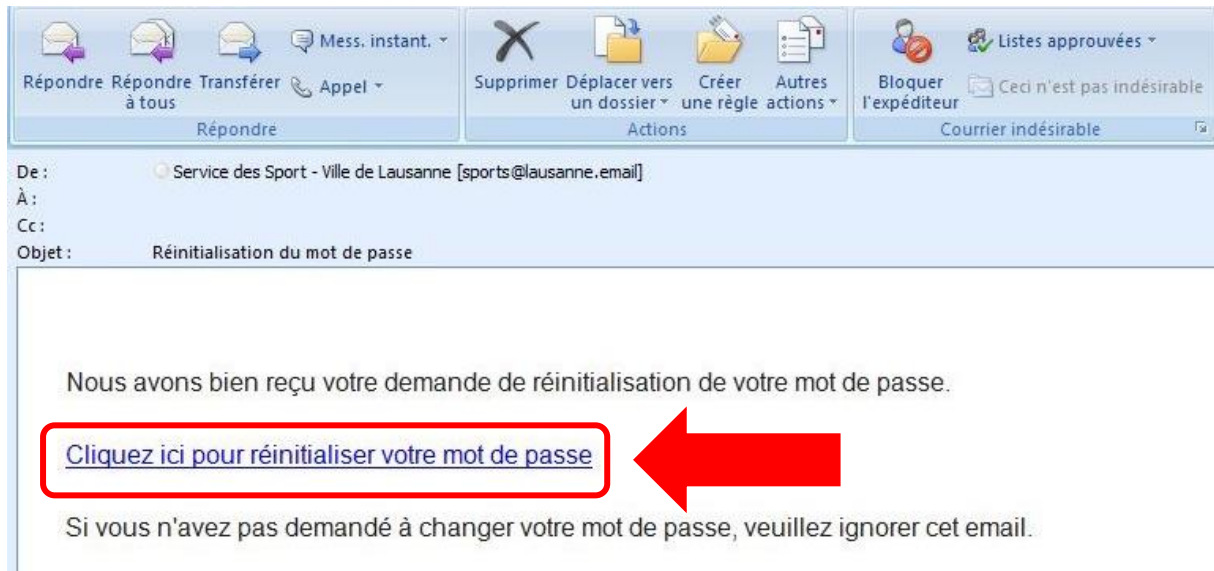 Répondre Répondre à tous Transférer Mess. instant. Appel
Supprimer Déplacer vers un dossier Créer une règle Autres actions
Bloquer l'expéditeur Listes approuvées Ceci n'est pas indésirable
Répondre Actions Courrier indésirable
De : Service des Sport - Ville de Lausanne [sports@lausanne.email]
À :
Cc :
Objet : Réinitialisation du mot de passe
Nous avons bien reçu votre demande de réinitialisation de votre mot de passe.
Cliquez ici pour réinitialiser votre mot de passe
Si vous n'avez pas demandé à changer votre mot de passe, veuillez ignorer cet email.